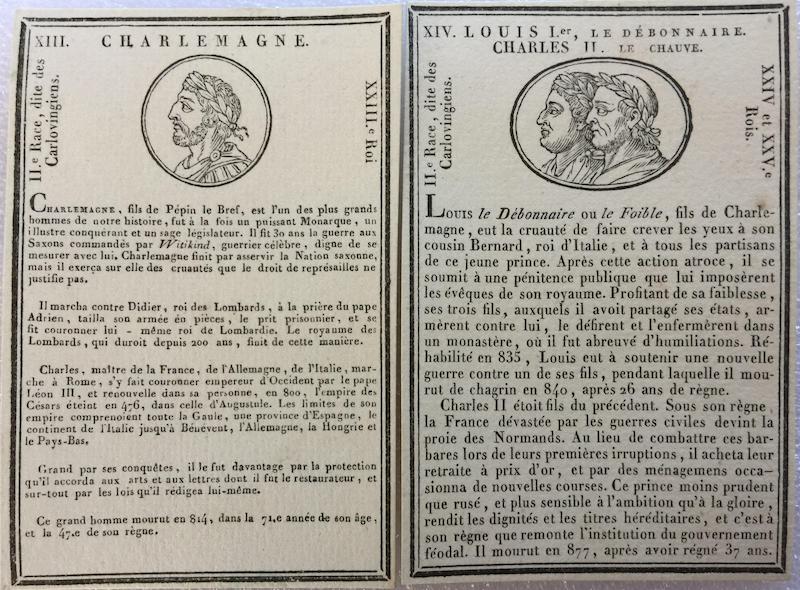 XIII. CHARLEMAGNE.
II.e Race, dite des
Carlovingiens.
XXIII.e Roi
CHARLEMAGNE, fils de Pépin le Bref, est l'un des plus grands
hommes de notre histoire, fut à la fois un puissant Monarque, un
illustre conquérant et un sage législateur. Il fit 30 ans la guerre aux
Saxons commandés par Witikind, guerrier célèbre, digne de se
mesurer avec lui. Charlemagne finit par asservir la Nation saxonne,
mais il exerça sur elle des cruautés que le droit de représailles ne
justifie pas.
Il marcha contre Didier, roi des Lombards, à la prière du pape
Adrien, tailla son armée en pièces, le prit prisonnier, et se
fit couronner lui-même roi de Lombardie. Le royaume des
Lombards, qui duroit depuis 200 ans, finit de cette manière.
Charles, maître de la France, de l'Allemagne, de l'Italie, mar-
che à Rome, s'y fait couronner empereur d'Occident par le pape
Léon III, et renouvelle dans sa personne, en 800, l'empire des
Césars éteint en 476, dans celle d'Augustule. Les limites de son
empire comprenoient toute la Gaule, une province d'Espagne, le
continent de l'Italie jusqu'à Bénévent, l'Allemagne, la Hongrie et
le Pays-Bas.
Grand par ses conquêtes, il le fut davantage par la protection
qu'il accorda aux arts et aux lettres dont il fut le restaurateur, et
sur-tout par les lois qu'il rédigea lui-même.
Ce grand homme mourut en 814, dans la 71.e année de son âge,
et la 47.e de son règne.
XIV. LOUIS I.er, LE DÉBONNAIRE.
CHARLES II. LE CHAUVE.
II.e Race, dite des
Carlovingiens.
XXIV et XXV.e
Rois.
LOUIS le Débonnaire ou le Foible, fils de Charle-
magne, eut la cruauté de faire crever les yeux à son
cousin Bernard, roi d'Italie, et à tous les partisans
de ce jeune prince. Après cette action atroce, il se
soumit à une pénitence publique que lui imposèrent
les évêques de son royaume. Profitant de sa faiblesse,
ses trois fils, auxquels il avoit partagé ses états, ar-
mèrent contre lui, le défirent et l'enfermèrent dans
un monastère, où il fut abreuvé d'humiliations. Ré-
habilité en 835, Louis eut à soutenir une nouvelle
guerre contre un de ses fils, pendant laquelle il mou-
rut de chagrin en 840, après 26 ans de règne.
Charles II étoit fils du précédent. Sous son règne,
la France dévastée par les guerres civiles devint la
proie des Normands. Au lieu de combattre ces bar-
bares lors de leurs premières irruptions, il acheta leur
retraite à prix d'or, et par des ménagemens occa-
sionna de nouvelles courses. Ce prince moins prudent
que rusé, et plus sensible à l'ambition qu'à la gloire,
rendit les dignités et les titres héréditaires, et c'est à
son règne que remonte l'institution du gouvernement
féodal. Il mourut en 877, après avoir régné 37 ans.